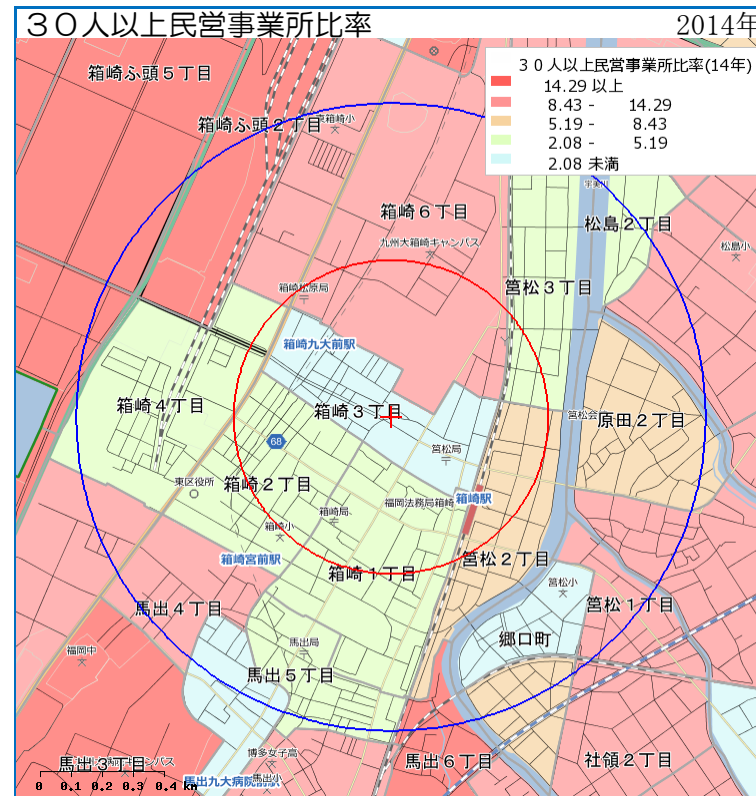 ３０人以上民営事業所比率
2014年
３０人以上民営事業所比率(14年)
14.29 以上
8.43 - 14.29
5.19 - 8.43
2.08 - 5.19
2.08 未満
箱崎ふ頭５丁目
箱崎ふ頭２丁目
東箱崎小
箱崎６丁目
九州大箱崎キャンパス
宇美川
松島２丁目
松島小
筥松３丁目
箱崎松原局
箱崎九大前駅
箱崎４丁目
箱崎３丁目
筥松局
原田２丁目
68
東区役所
箱崎２丁目
箱崎局
福岡法務局箱崎
箱崎駅
箱崎小
箱崎宮前駅
箱崎１丁目
筥松２丁目
筥松小
筥松１丁目
馬出４丁目
郷口町
福岡中
馬出局
馬出５丁目
博多女子高
馬出３丁目
馬出６丁目
社領２丁目
馬出九大病院前駅
馬出小
0 0.1 0.2 0.3 0.4 km